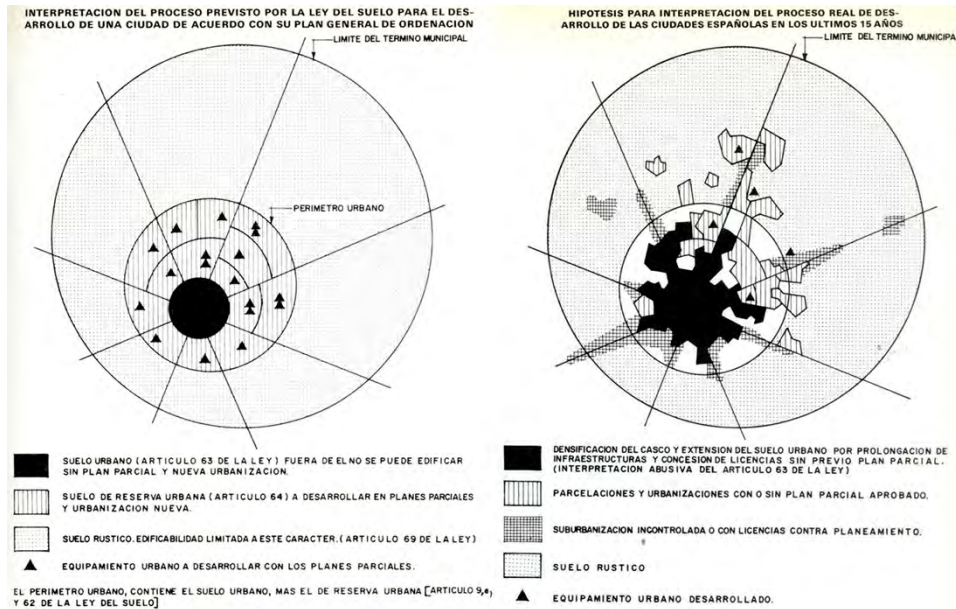 INTERPRETACION DEL PROCESO PREVISTO POR LA LEY DEL SUELO PARA EL DES-
ARROLLO DE UNA CIUDAD DE ACUERDO CON SU PLAN GENERAL DE ORDENACION
LIMITE DEL TERMINO MUNICIPAL
PERIMETRO URBANO
SUELO URBANO (ARTICULO 63 DE LA LEY) FUERA DE EL NO SE PUEDE EDIFICAR
SIN PLAN PARCIAL Y NUEVA URBANIZACION.
SUELO DE RESERVA URBANA (ARTICULO 64) A DESARROLLAR EN PLANES PARCIALES
Y URBANIZACION NUEVA.
SUELO RUSTICO. EDIFICABILIDAD LIMITADA A ESTE CARACTER. (ARTICULO 69 DE LA LEY)
EQUIPAMIENTO URBANO A DESARROLLAR CON LOS PLANES PARCIALES.
EL PERIMETRO URBANO, CONTIENE EL SUELO URBANO, MAS EL DE RESERVA URBANA [ARTICULO 9,e)
Y 62 DE LA LEY DEL SUELO]
HIPOTESIS PARA INTERPRETACION DEL PROCESO REAL DE DES-
ARROLLO DE LAS CIUDADES ESPAÑOLAS EN LOS ULTIMOS 15 AÑOS
LIMITE DEL TERMINO MUNICIPA
DENSIFICACION DEL CASCO Y EXTENSION DEL SUELO URBANO POR PROLONGACION DE
INFRAESTRUCTURAS Y CONCESION DE LICENCIAS SIN PREVIO PLAN PARCIAL.
(INTERPRETACION ABUSIVA DEL ARTICULO 63 DE LA LEY)
PARCELACIONES Y URBANIZACIONES CON O SIN PLAN PARCIAL APROBADO.
SUBURBANIZACION INCONTROLADA O CON LICENCIAS CONTRA PLANEAMIENTO.
SUELO RUSTICO
EQUIPAMIENTO URBANO DESARROLLADO.